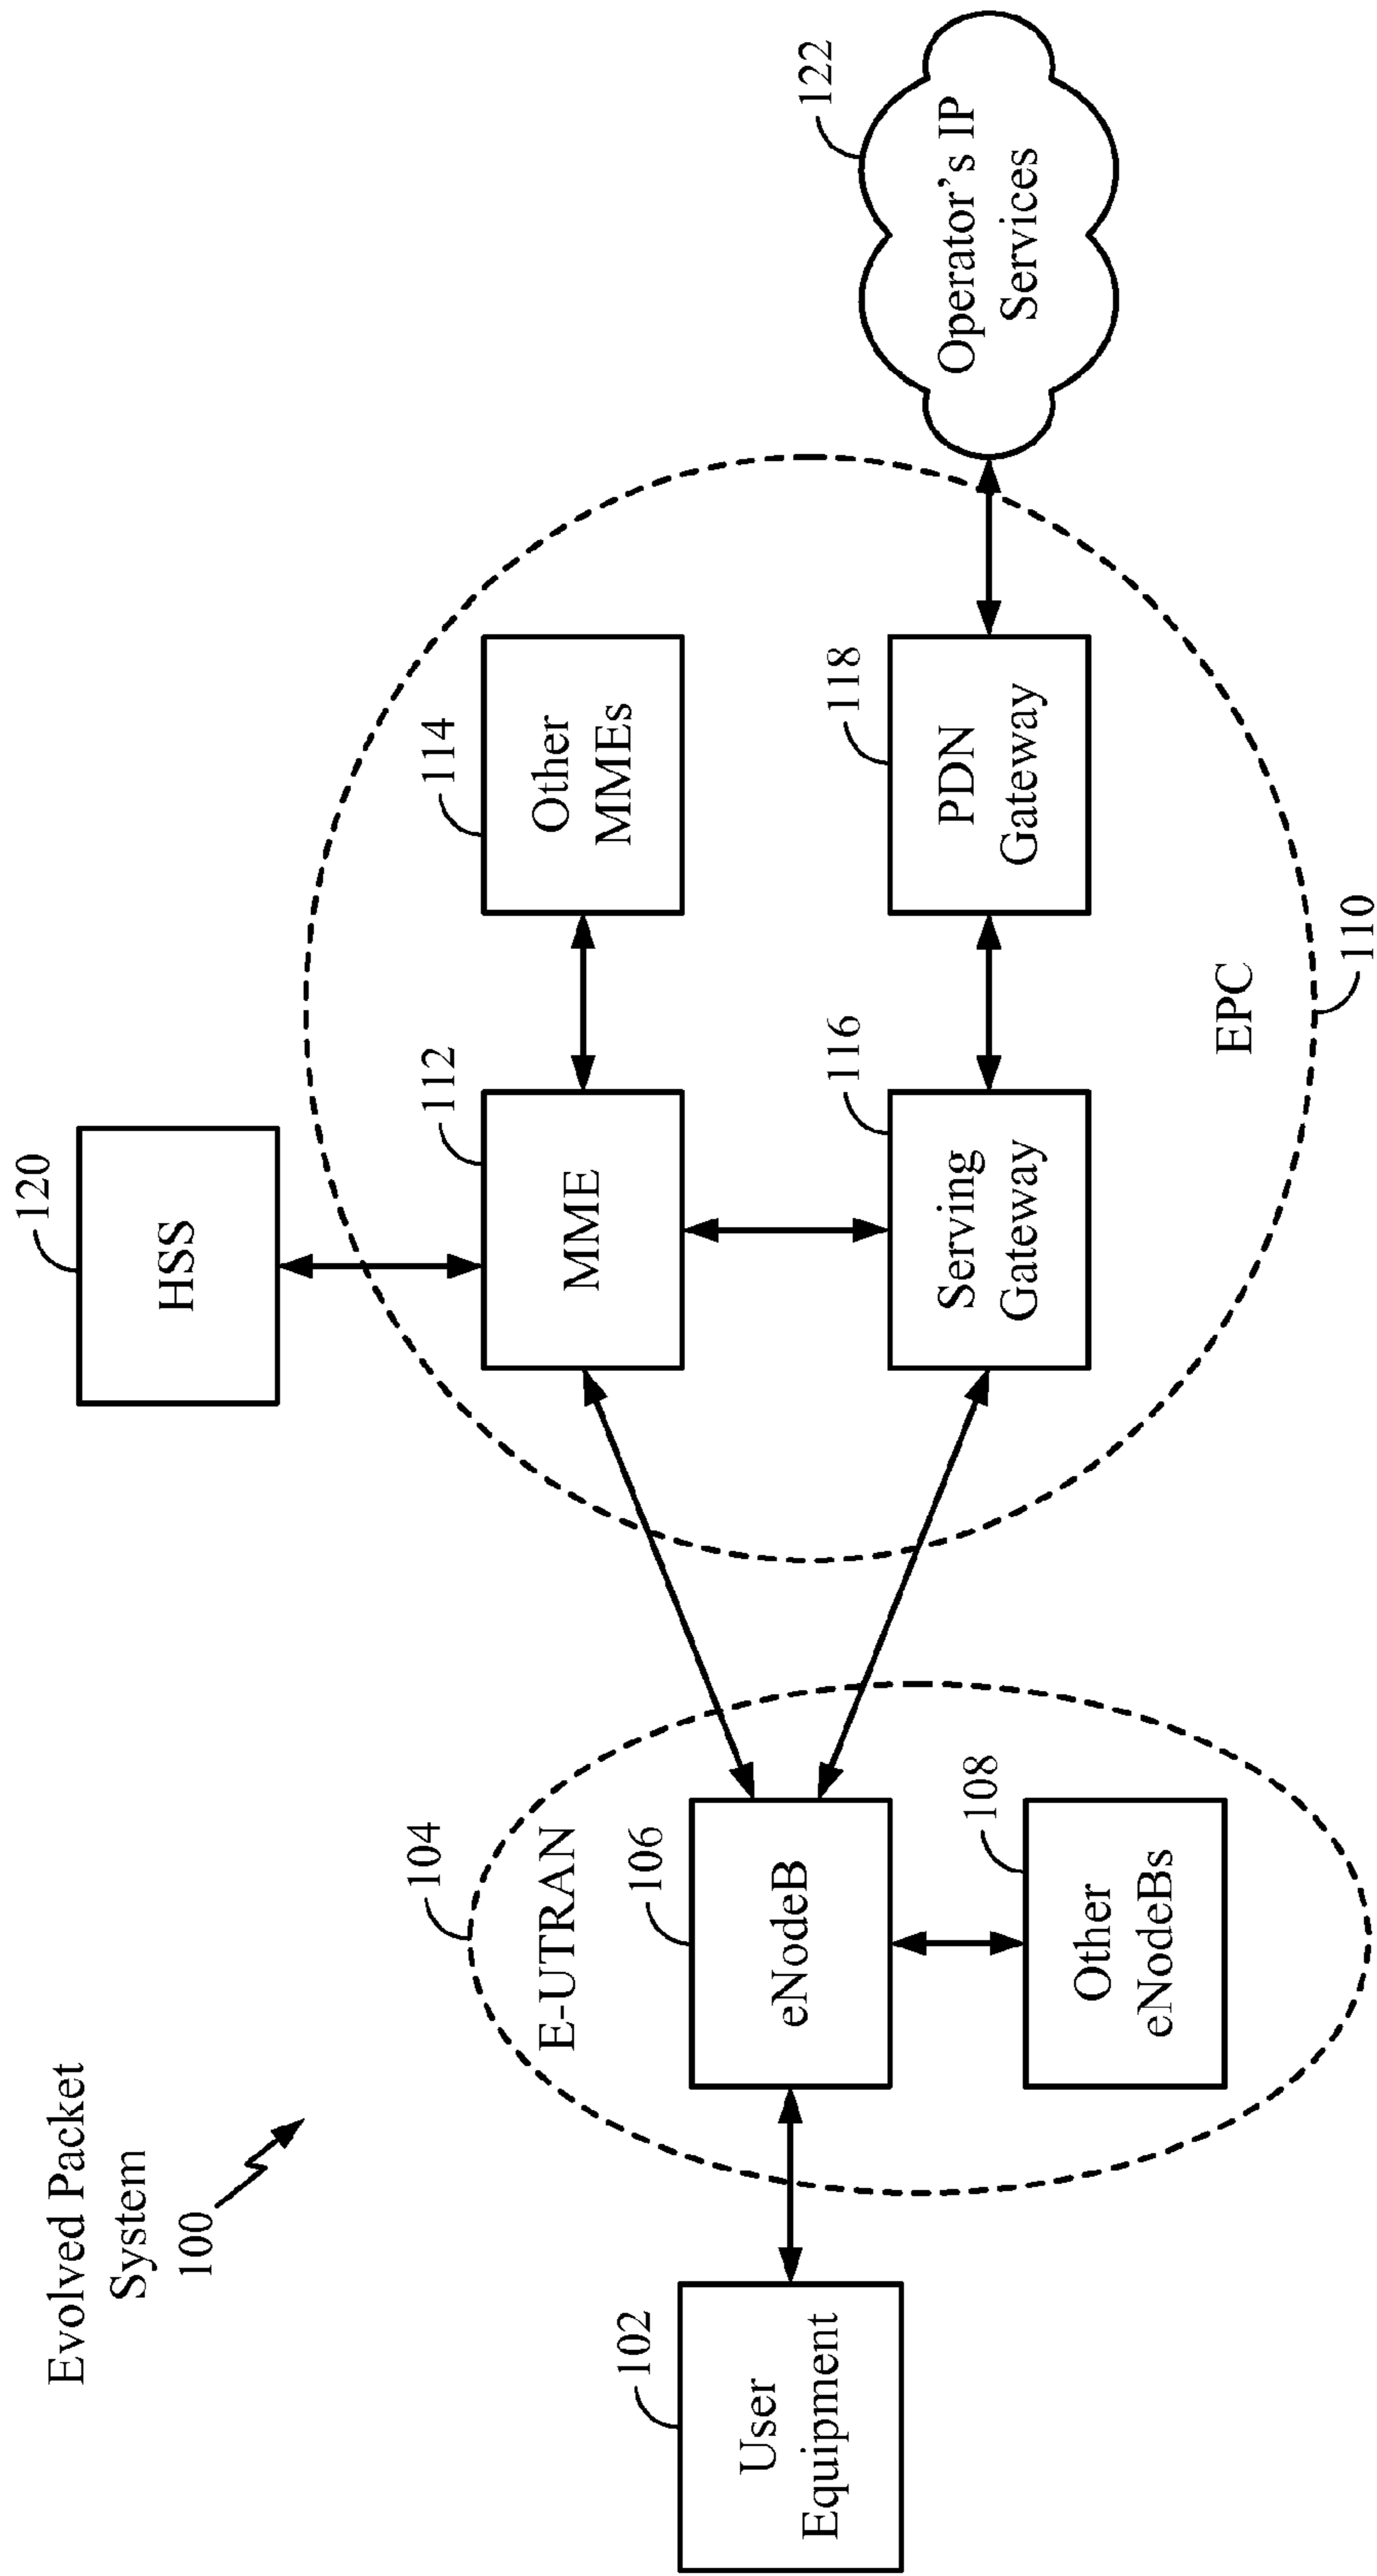 Evolved Packet
System
100
120
HSS
104
E-UTRAN
112
MME
114
Other
MMEs
102
User
Equipment
106
eNodeB
108
Other
eNodeBs
116
Serving
Gateway
118
PDN
Gateway
122
Operator's IP
Services
EPC
110